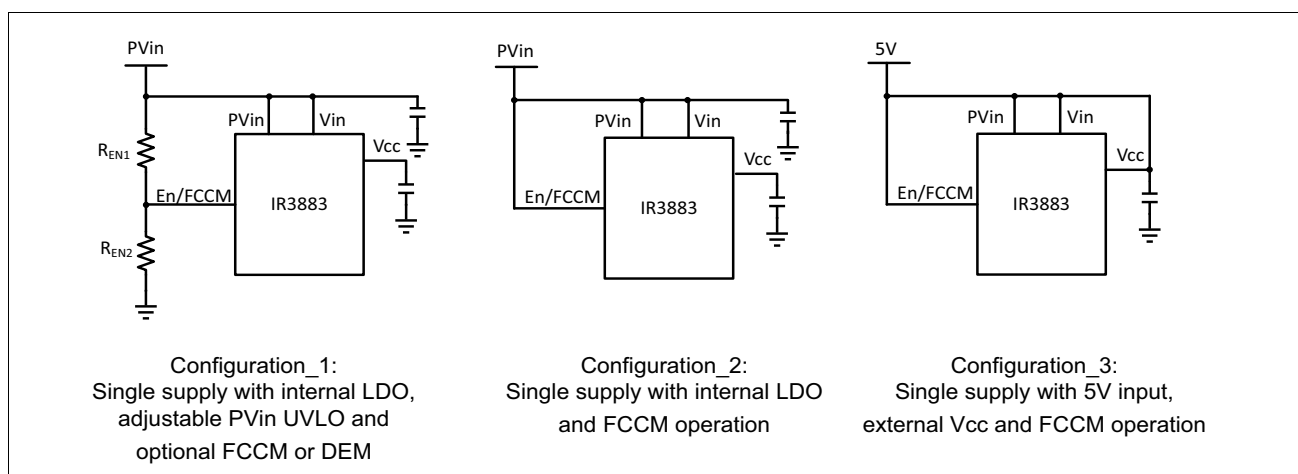 PVin
PVin
Vin
R_EN1
Vcc
En/FCCM
IR3883
R_EN2
Configuration_1:
Single supply with internal LDO,
adjustable PVin UVLO and
optional FCCM or DEM
PVin
PVin
Vin
Vcc
En/FCCM
IR3883
Configuration_2:
Single supply with internal LDO
and FCCM operation
5V
PVin
Vin
Vcc
En/FCCM
IR3883
Configuration_3:
Single supply with 5V input,
external Vcc and FCCM operation